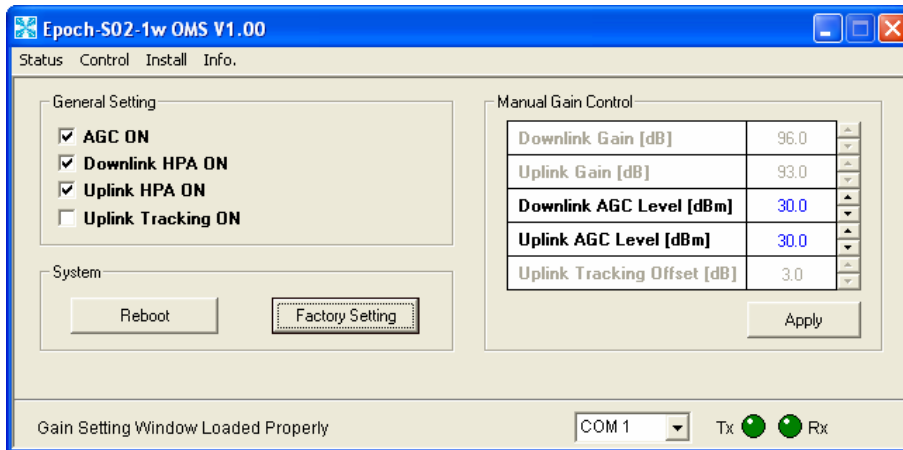 Epoch-S02-1w OMS V1.00
Status Control Install Info.
General Setting
AGC ON
Downlink HPA ON
Uplink HPA ON
Uplink Tracking ON
System
Reboot Factory Setting
Manual Gain Control
Downlink Gain [dB] 96.0
Uplink Gain [dB] 93.0
Downlink AGC Level [dBm] 30.0
Uplink AGC Level [dBm] 30.0
Uplink Tracking Offset [dB] 3.0
Apply
Gain Setting Window Loaded Properly COM 1 Tx Rx